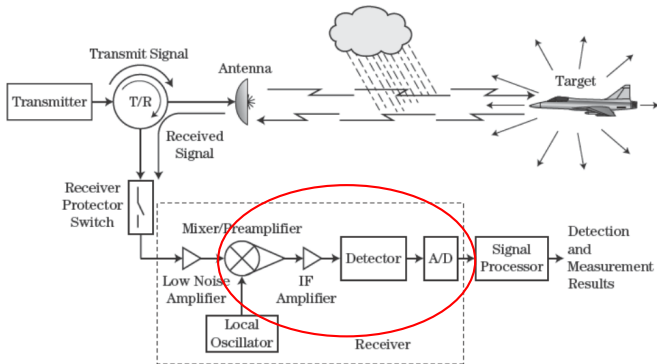 Transmit Signal
Antenna
Target
Transmitter
T/R
Received
Signal
Receiver
Protector
Switch
Mixer/Preamplifier
Low Noise
Amplifier
IF
Amplifier
Detector
A/D
Signal
Processor
Detection
and
Measurement
Results
Local
Oscillator
Receiver